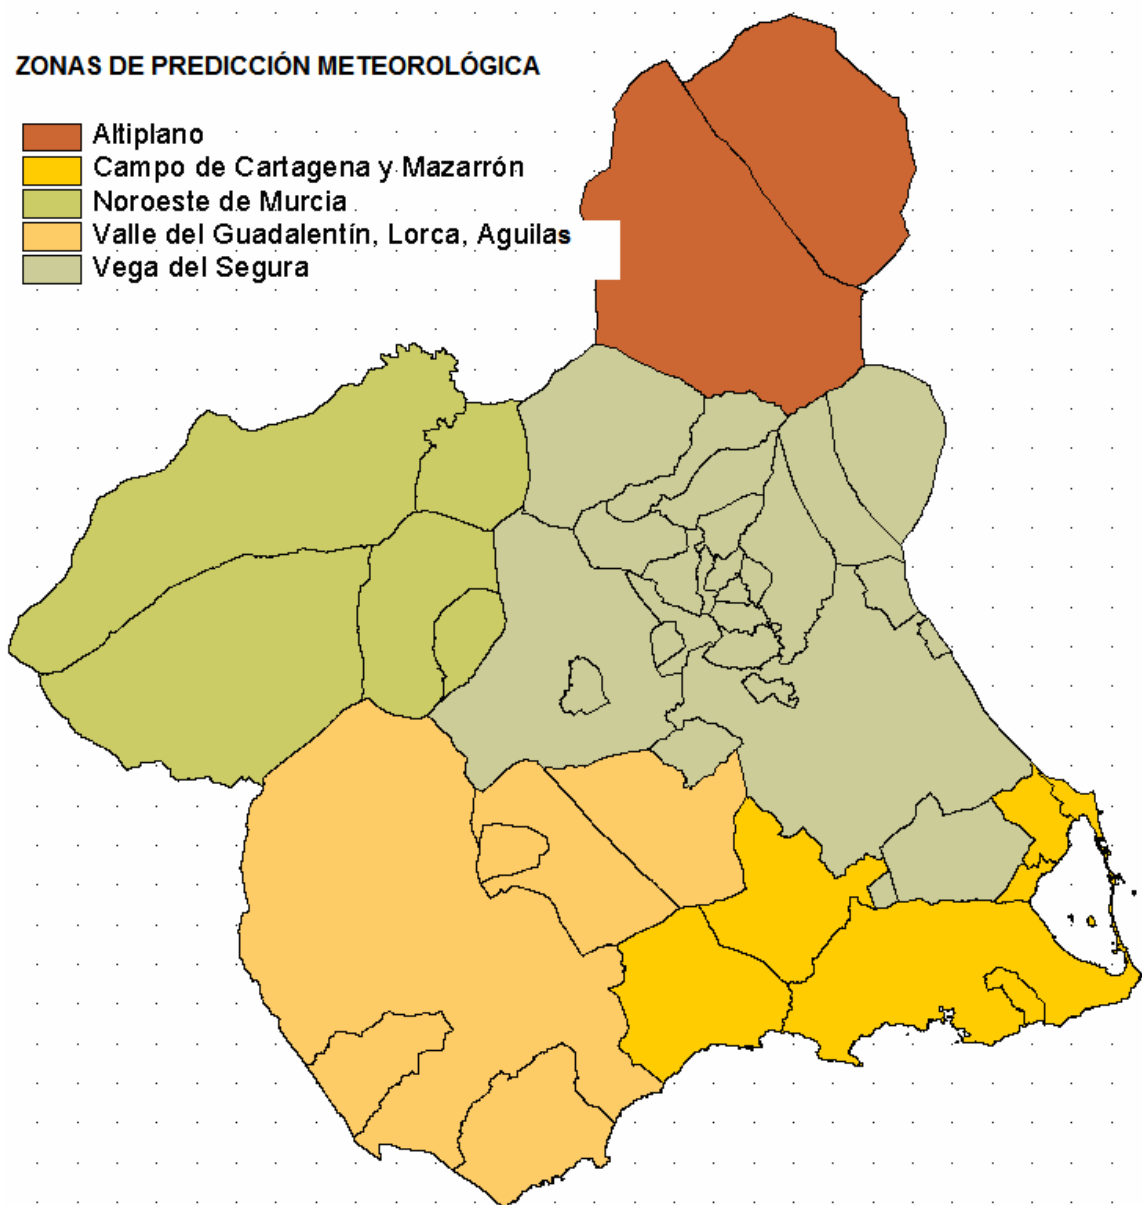 ZONAS DE PREDICCIÓN METEOROLÓGICA
Altiplano
Campo de Cartagena y Mazarrón
Noroeste de Murcia
Valle del Guadalentín, Lorca, Aguilas
Vega del Segura